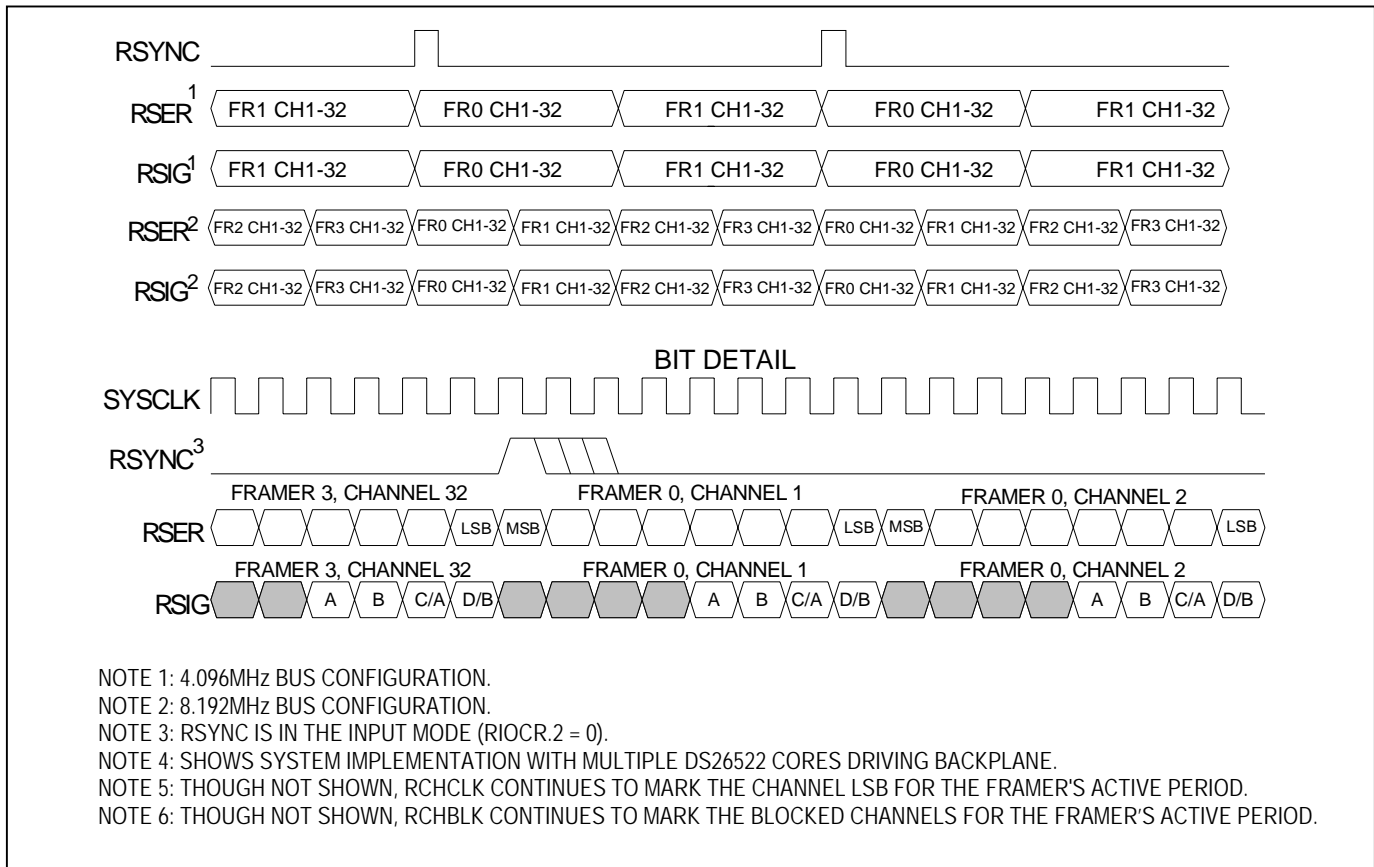 RSYNC
RSER1 FR1 CH1-32 FR0 CH1-32 FR1 CH1-32 FR0 CH1-32 FR1 CH1-32
RSIG1 FR1 CH1-32 FR0 CH1-32 FR1 CH1-32 FR0 CH1-32 FR1 CH1-32
RSER2 FR2 CH1-32 FR3 CH1-32 FR0 CH1-32 FR1 CH1-32 FR2 CH1-32 FR3 CH1-32 FR0 CH1-32 FR1 CH1-32 FR2 CH1-32 FR3 CH1-32
RSIG2 FR2 CH1-32 FR3 CH1-32 FR0 CH1-32 FR1 CH1-32 FR2 CH1-32 FR3 CH1-32 FR0 CH1-32 FR1 CH1-32 FR2 CH1-32 FR3 CH1-32
BIT DETAIL
SYSCLK
RSYNC3
FRAMER 3, CHANNEL 32 FRAMER 0, CHANNEL 1 FRAMER 0, CHANNEL 2
RSER LSB MSB LSB MSB LSB
FRAMER 3, CHANNEL 32 FRAMER 0, CHANNEL 1 FRAMER 0, CHANNEL 2
RSIG A B C/A D/B A B C/A D/B A B C/A D/B
NOTE 1: 4.096MHz BUS CONFIGURATION.
NOTE 2: 8.192MHz BUS CONFIGURATION.
NOTE 3: RSYNC IS IN THE INPUT MODE (RIOCR.2 = 0).
NOTE 4: SHOWS SYSTEM IMPLEMENTATION WITH MULTIPLE DS26522 CORES DRIVING BACKPLANE.
NOTE 5: THOUGH NOT SHOWN, RCHCLK CONTINUES TO MARK THE CHANNEL LSB FOR THE FRAMER'S ACTIVE PERIOD.
NOTE 6: THOUGH NOT SHOWN, RCHBLK CONTINUES TO MARK THE BLOCKED CHANNELS FOR THE FRAMER'S ACTIVE PERIOD.